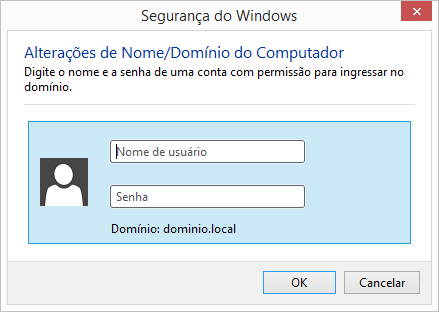 Segurança do Windows
Alterações de Nome/Domínio do Computador
Digite o nome e a senha de uma conta com permissão para ingressar no
domínio.
Nome de usuário
Senha
Domínio: dominio.local
OK
Cancelar